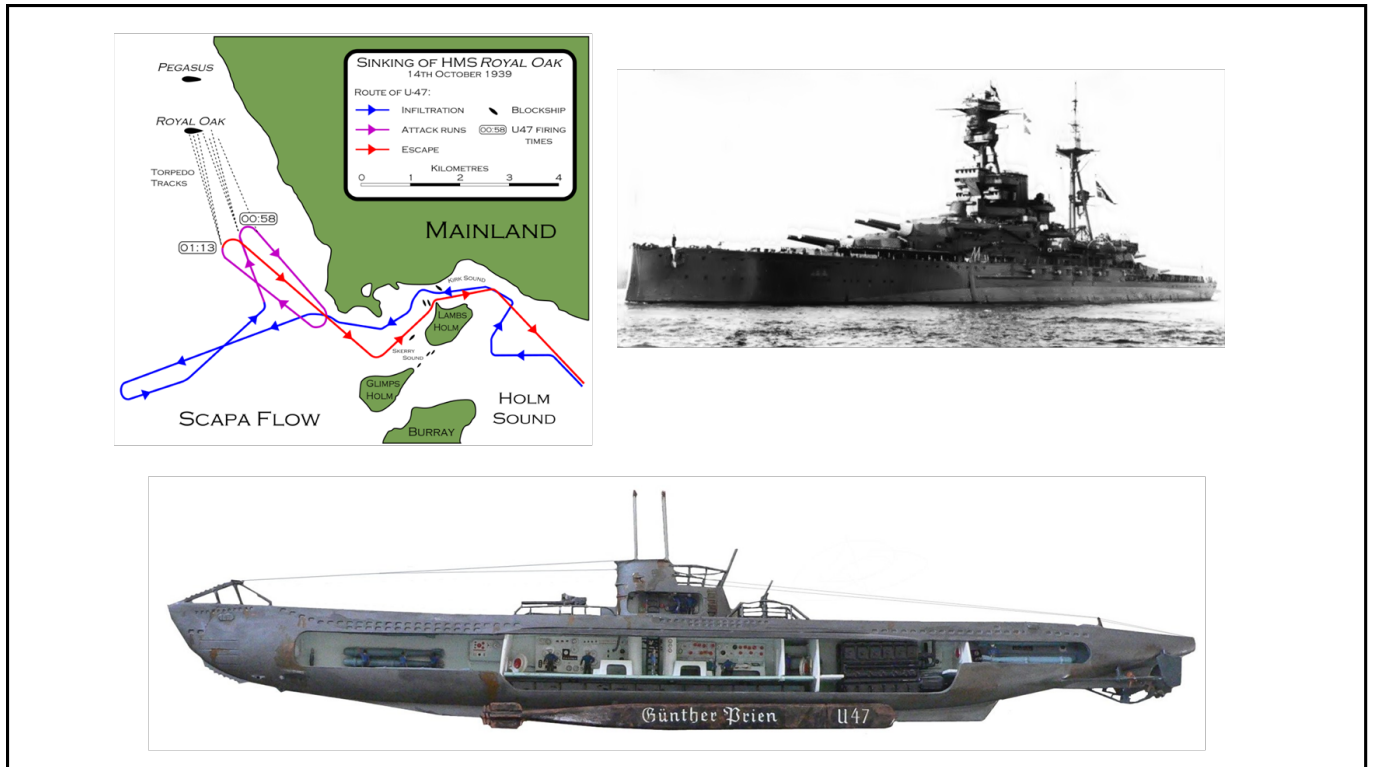 PEGASUS
ROYAL OAK
TORPEDO
TRACKS
00:58
01:13
SINKING OF HMS ROYAL OAK
14TH OCTOBER 1939
ROUTE OF U-47:
INFILTRATION
BLOCKSHIP
ATTACK RUNS
00:58
U47 FIRING
TIMES
ESCAPE
KILOMETRES
0 1 2 3 4
MAINLAND
KIRK SOUND
LAMBS
HOLM
SKERRY
SOUND
GLIMPS
HOLM
HOLM
SOUND
SCAPA FLOW
BURRAY
Günther Prien U47